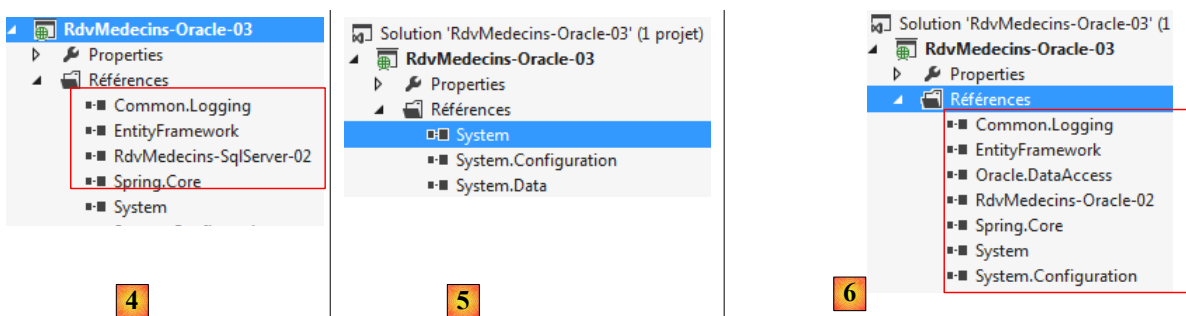 RdvMedecins-Oracle-03
Properties
Références
Common.Logging
EntityFramework
RdvMedecins-SqlServer-02
Spring.Core
System
4
Solution 'RdvMedecins-Oracle-03' (1 projet)
RdvMedecins-Oracle-03
Properties
Références
System
System.Configuration
System.Data
5
Solution 'RdvMedecins-Oracle-03' (1
RdvMedecins-Oracle-03
Properties
Références
Common.Logging
EntityFramework
Oracle.DataAccess
RdvMedecins-Oracle-02
Spring.Core
System
System.Configuration
6